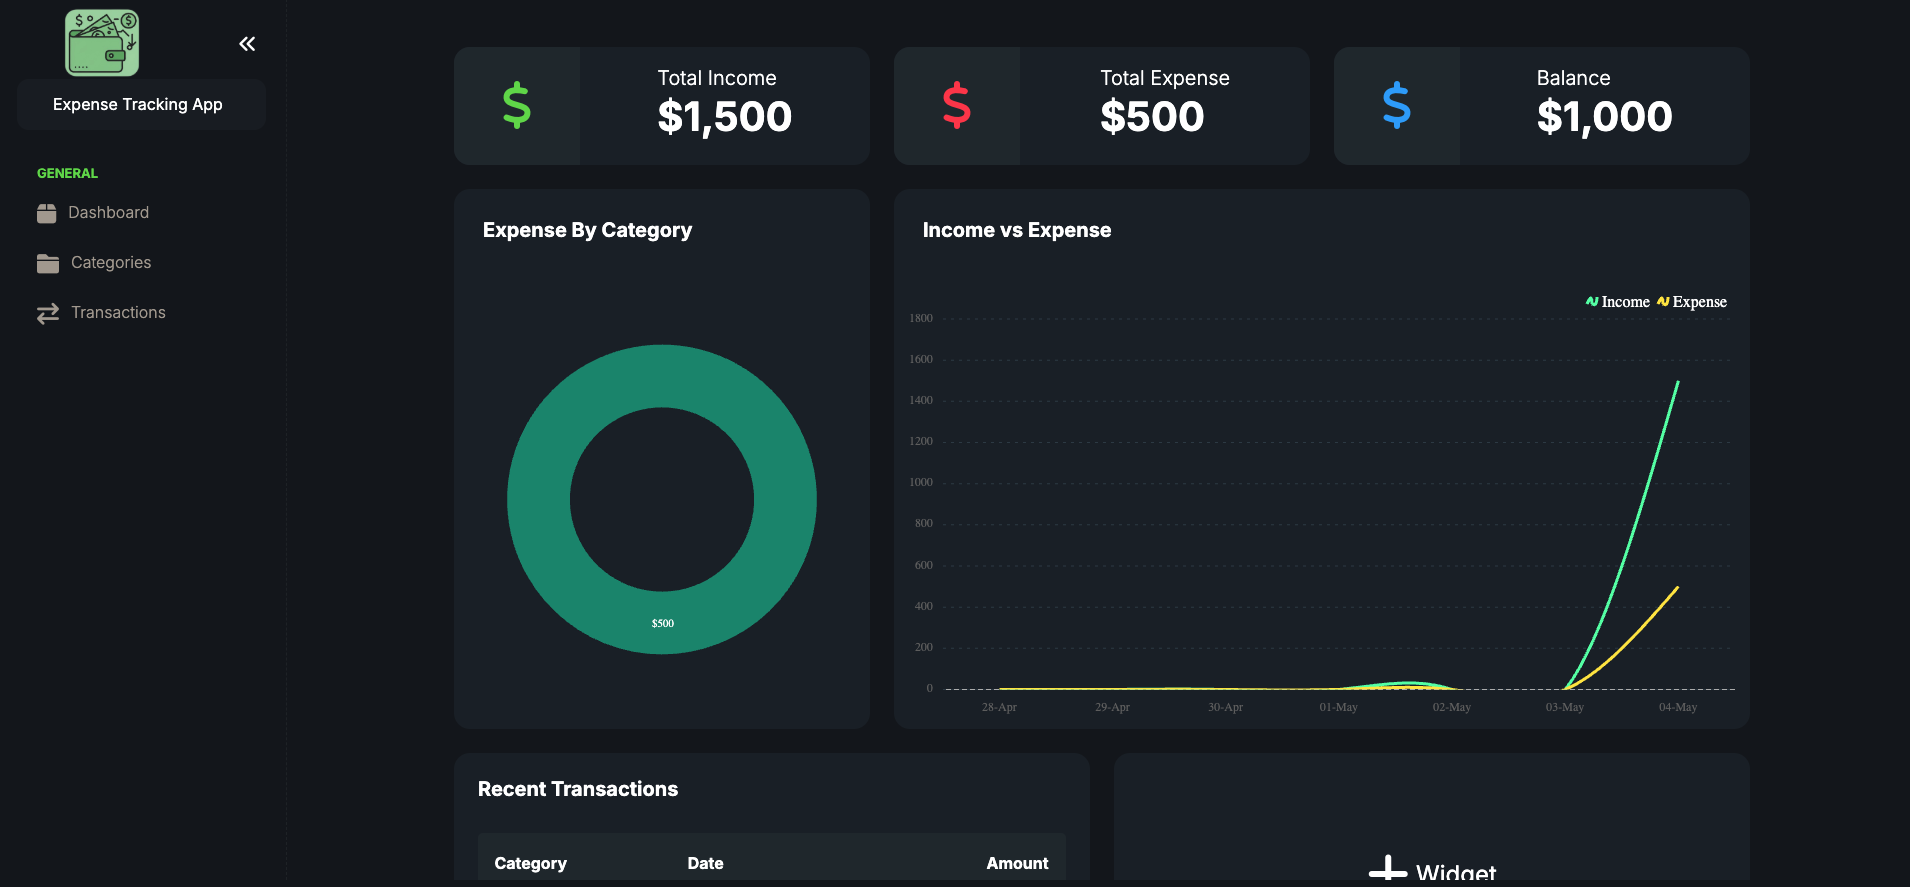 Expense Tracking App
GENERAL
Dashboard
Categories
Transactions
Total Income
$1,500
Total Expense
$500
Balance
$1,000
Expense By Category
$500
Income vs Expense
Income Expense
1800
1600
1400
1200
1000
800
600
400
200
0
28-Apr 29-Apr 30-Apr 01-May 02-May 03-May 04-May
Recent Transactions
Category Date Amount
Widget